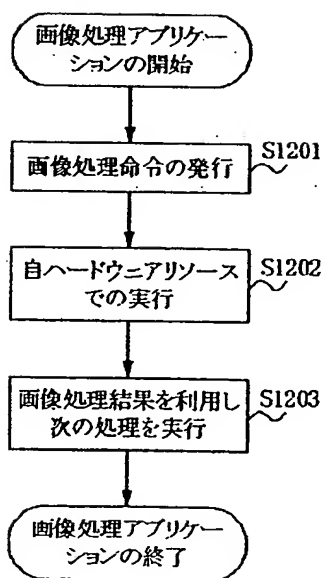 画像処理アプリケー
ションの開始
画像処理命令の発行
S1201
自ハードウェアリソース
での実行
S1202
画像処理結果を利用し
次の処理を実行
S1203
画像処理アプリケー
ションの終了